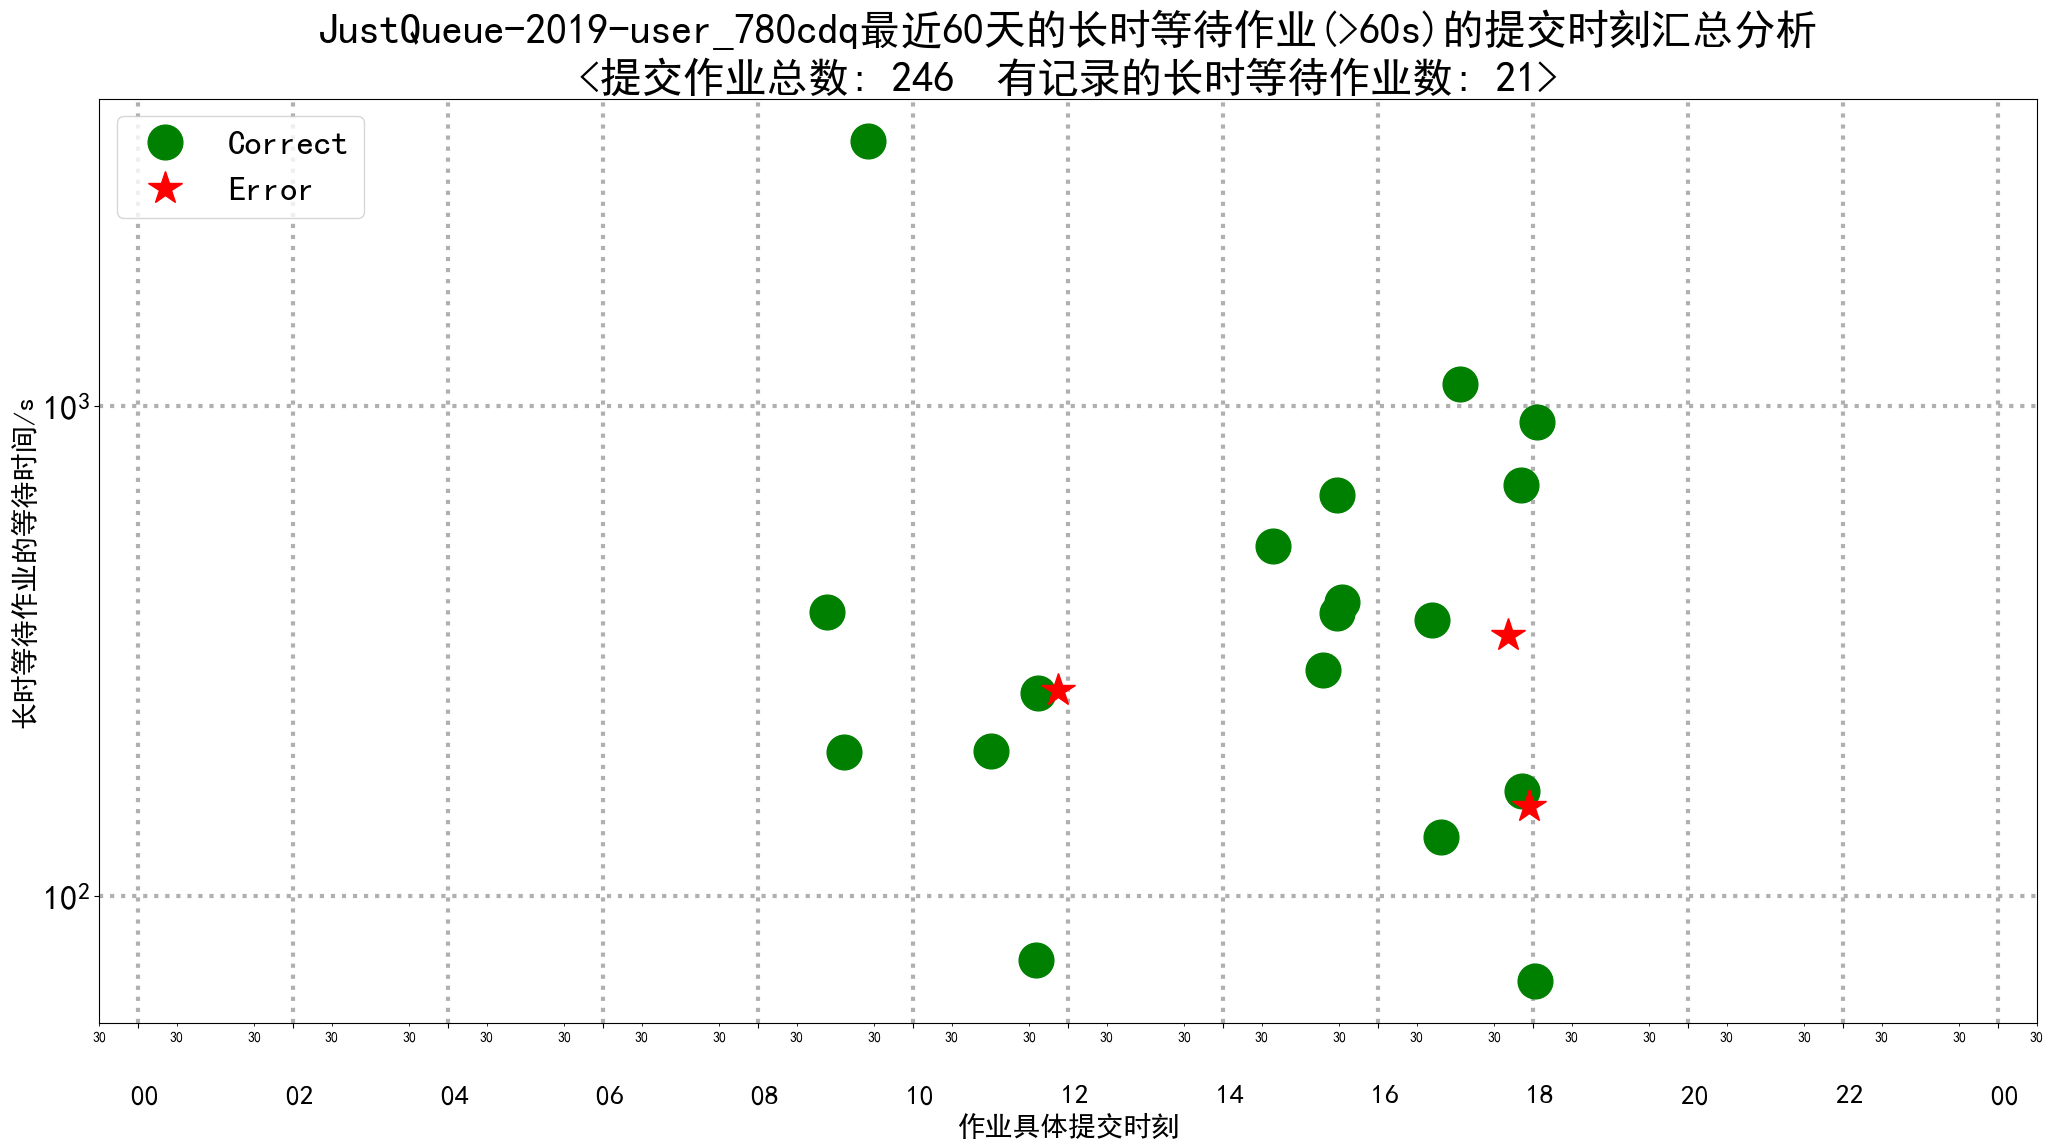 JustQueue-2019-user_780cdq最近60天的长时等待作业(>60s)的提交时刻汇总分析
<提交作业总数: 246  有记录的长时等待作业数: 21>
Correct
Error
长时等待作业的等待时间/s
10³
10²
30 30 30 30 30 30 30 30 30 30 30 30 30 30 30 30 30 30 30 30 30 30 30 30 30 30
00 02 04 06 08 10 12 14 16 18 20 22 00
作业具体提交时刻